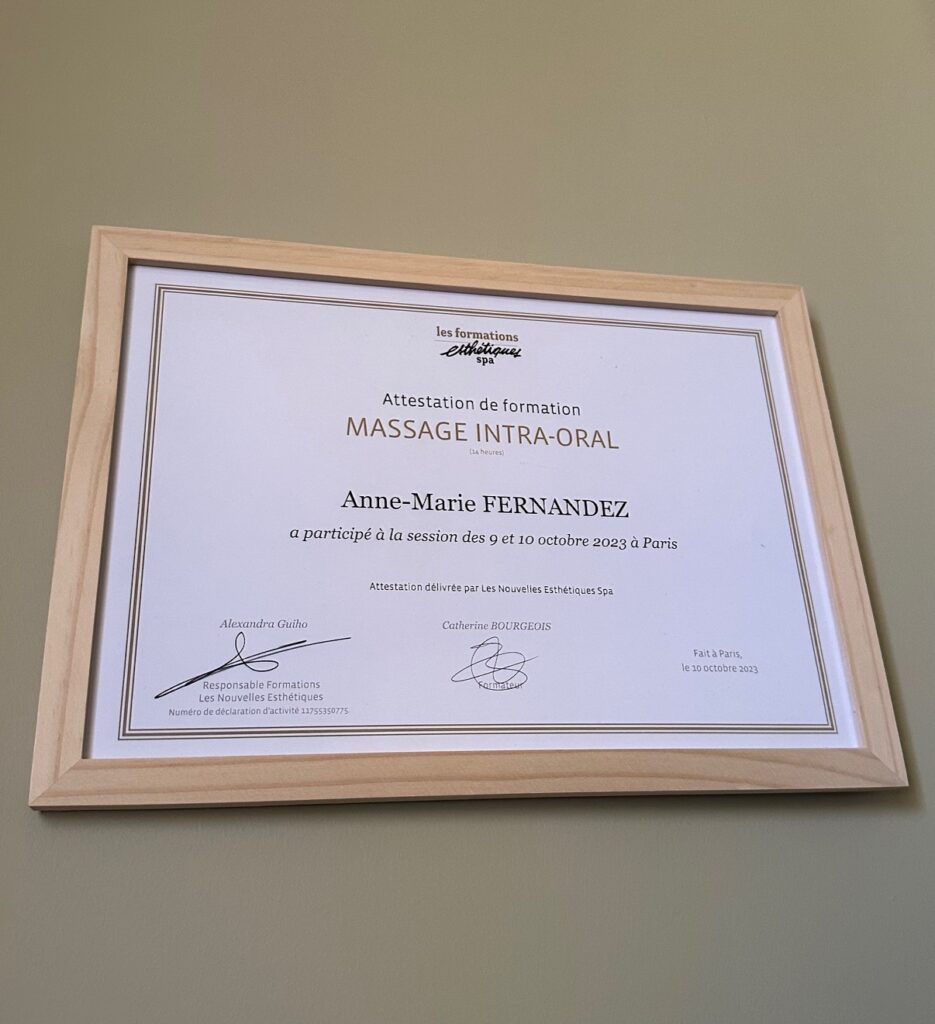 les formations
esthétiques
spa
Attestation de formation
MASSAGE INTRA-ORAL
(14 heures)
Anne-Marie FERNANDEZ
a participé à la session des 9 et 10 octobre 2023 à Paris
Attestation délivrée par Les Nouvelles Esthétiques Spa
Alexandra Guiho
Responsable Formations
Les Nouvelles Esthétiques
Numéro de déclaration d'activité 11755350775
Catherine BOURGEOIS
Formateur
Fait à Paris,
le 10 octobre 2023